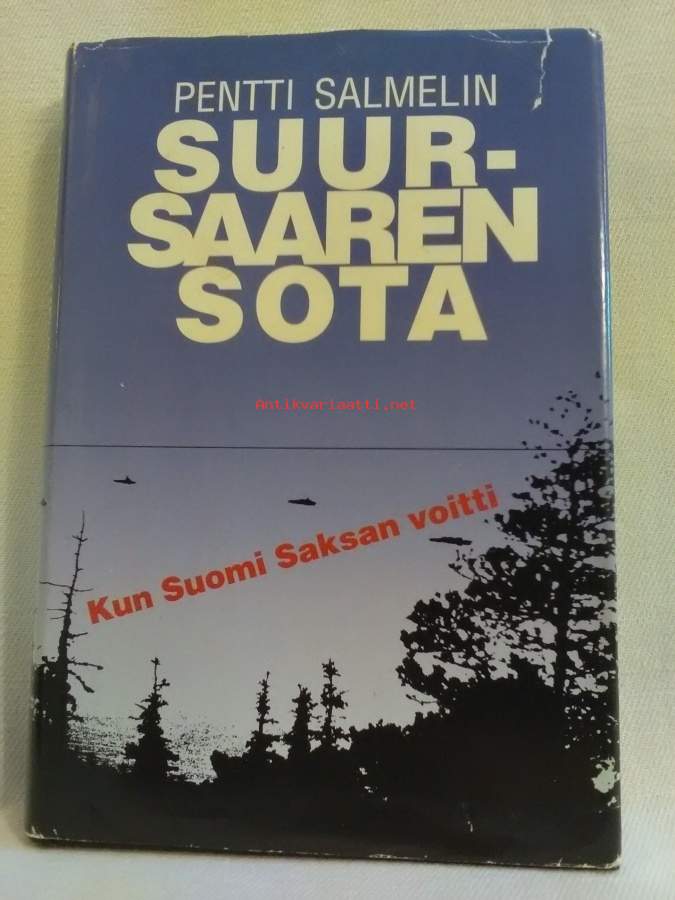 PENTTI SALMELIN
SUUR-
SAAREN
SOTA
Antikvariaatti.net
Kun Suomi Saksan voitti